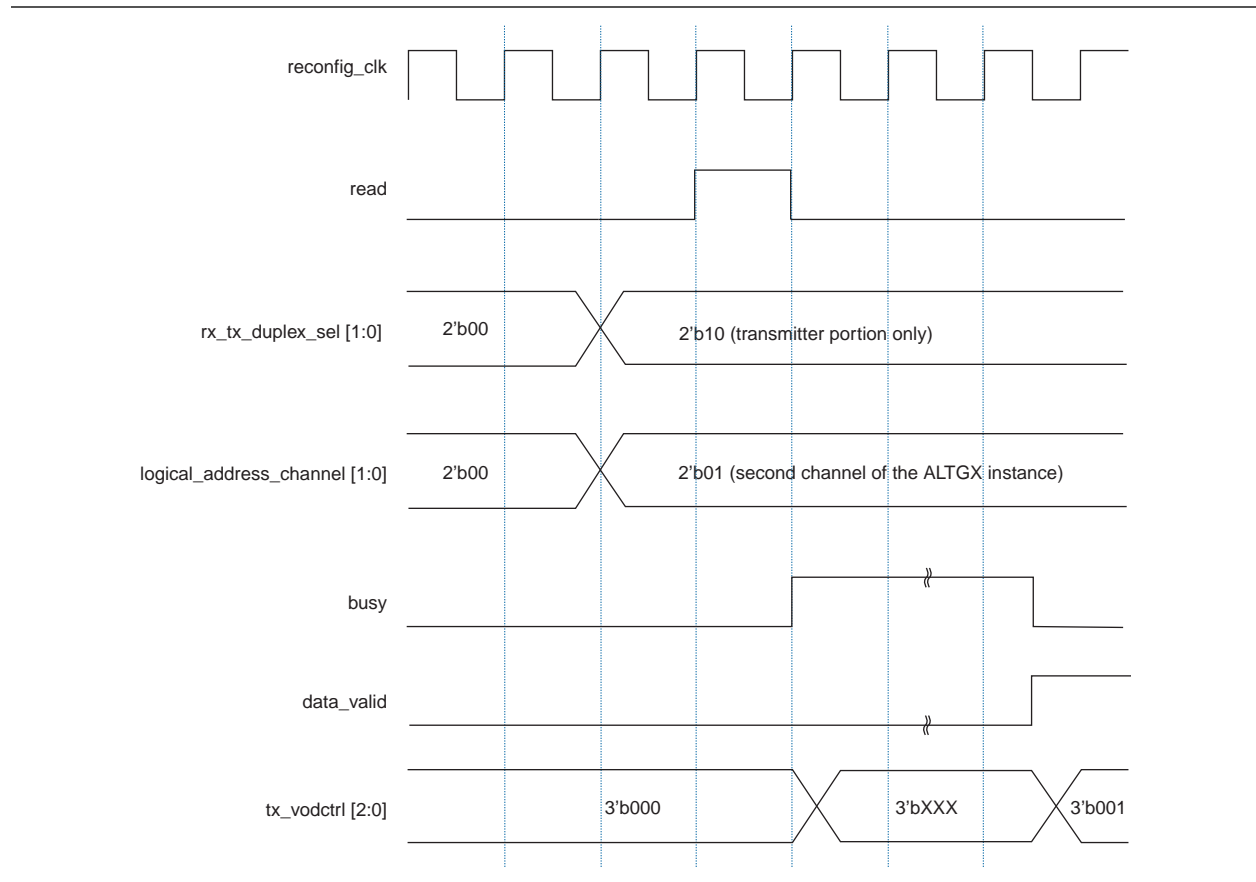 reconfig_clk
read
rx_tx_duplex_sel [1:0]
2'b00
2'b10 (transmitter portion only)
logical_address_channel [1:0]
2'b00
2'b01 (second channel of the ALTGX instance)
busy
data_valid
tx_vodctrl [2:0]
3'b000
3'bXXX
3'b001